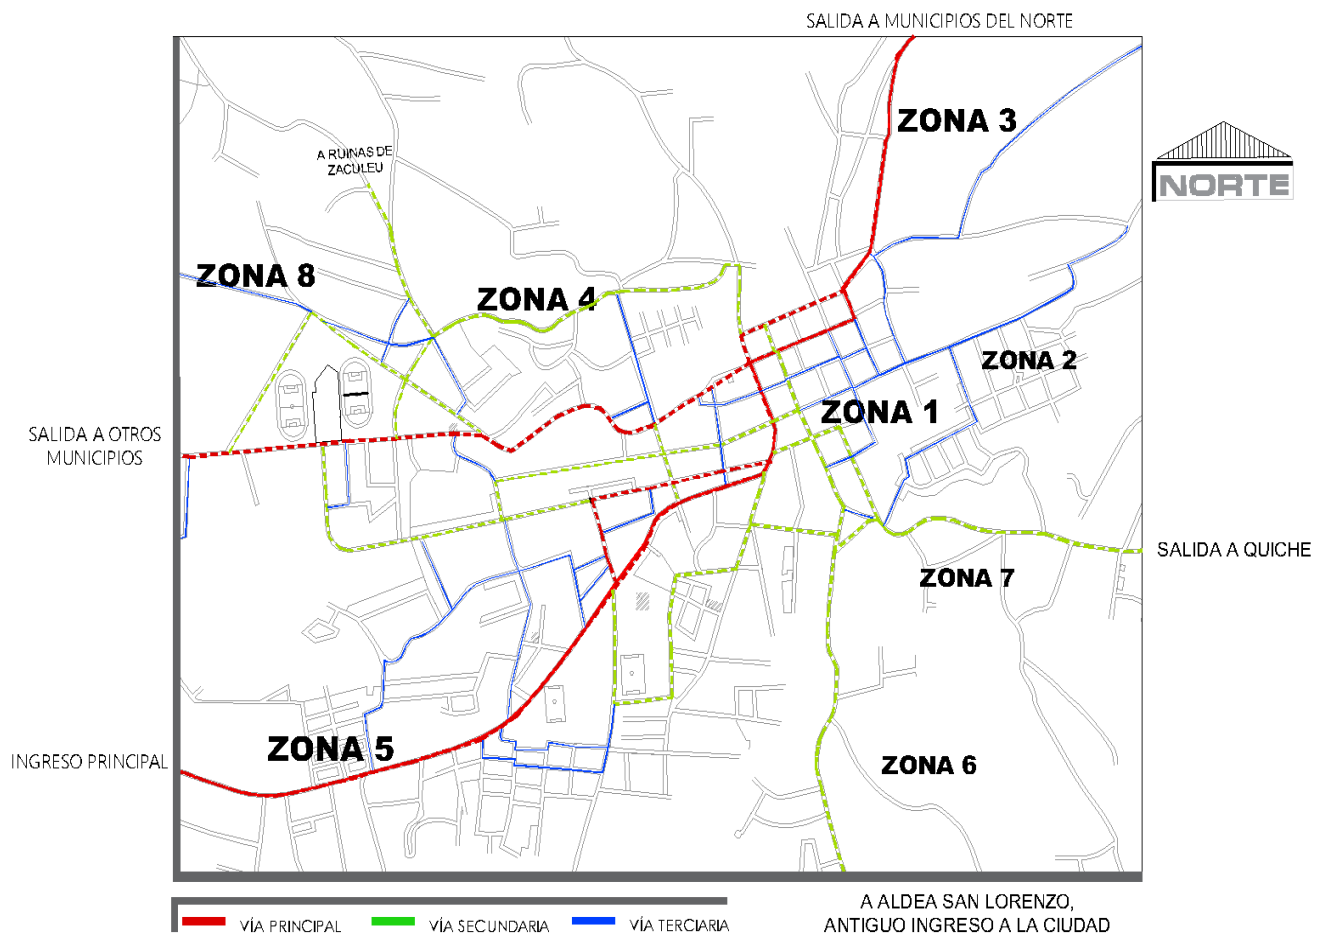 SALIDA A MUNICIPIOS DEL NORTE
ZONA 3
A RUINAS DE
ZACULEU
NORTE
ZONA 8
ZONA 4
ZONA 2
ZONA 1
SALIDA A OTROS
MUNICIPIOS
SALIDA A QUICHE
ZONA 7
ZONA 5
INGRESO PRINCIPAL
ZONA 6
A ALDEA SAN LORENZO,
ANTIGUO INGRESO A LA CIUDAD
VÍA PRINCIPAL
VÍA SECUNDARIA
VÍA TERCIARIA